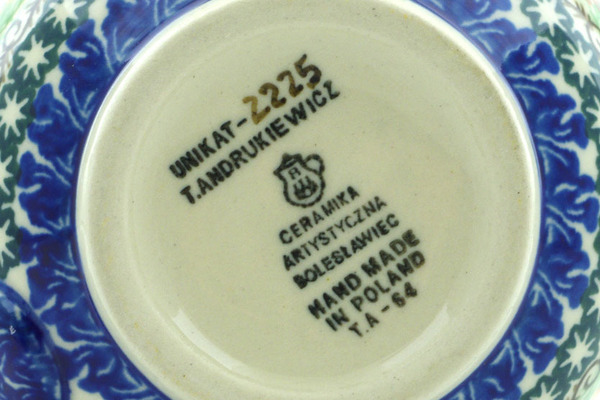 UNIKAT-2225
T.ANDRUKIEWICZ
CERAMIKA
ARTYSTYCZNA
BOLESŁAWIEC
HAND MADE
IN POLAND
T.A-64